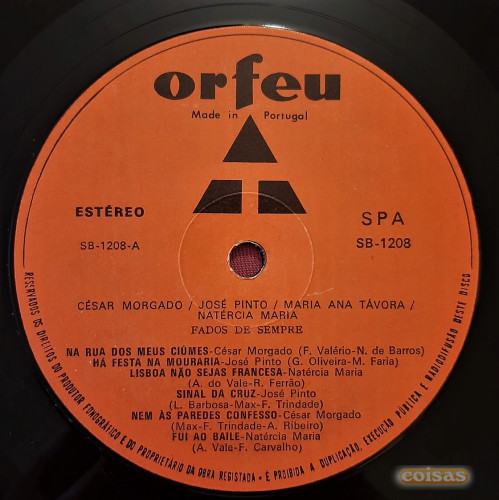 orfeu
Made in Portugal
ESTÉREO
SPA
SB-1208-A
SB-1208
CÉSAR MORGADO / JOSÉ PINTO / MARIA ANA TÁVORA /
NATÉRCIA MARIA
FADOS DE SEMPRE
NA RUA DOS MEUS CIÚMES-César Morgado (F. Valério-N. de Barros)
HÁ FESTA NA MOURARIA-José Pinto (G. Oliveira-M. Faria)
LISBOA NÃO SEJAS FRANCESA-Natércia Maria
(A. do Vale-R. Ferrão)
SINAL DA CRUZ-José Pinto
(L. Barbosa-Max-F. Trindade)
NEM ÀS PAREDES CONFESSO-César Morgado
(Max-F. Trindade-A. Ribeiro)
FUI AO BAILE-Natércia Maria
(A. Vale-F. Carvalho)
RESERVADOS OS DIREITOS DO PRODUTOR FONOGRÁFICO E DO PROPRIETÁRIO DA OBRA REGISTADA - É PROIBIDA A DUPLICAÇÃO, EXECUÇÃO PÚBLICA E RADIODIFUSÃO DESTE DISCO
coisas